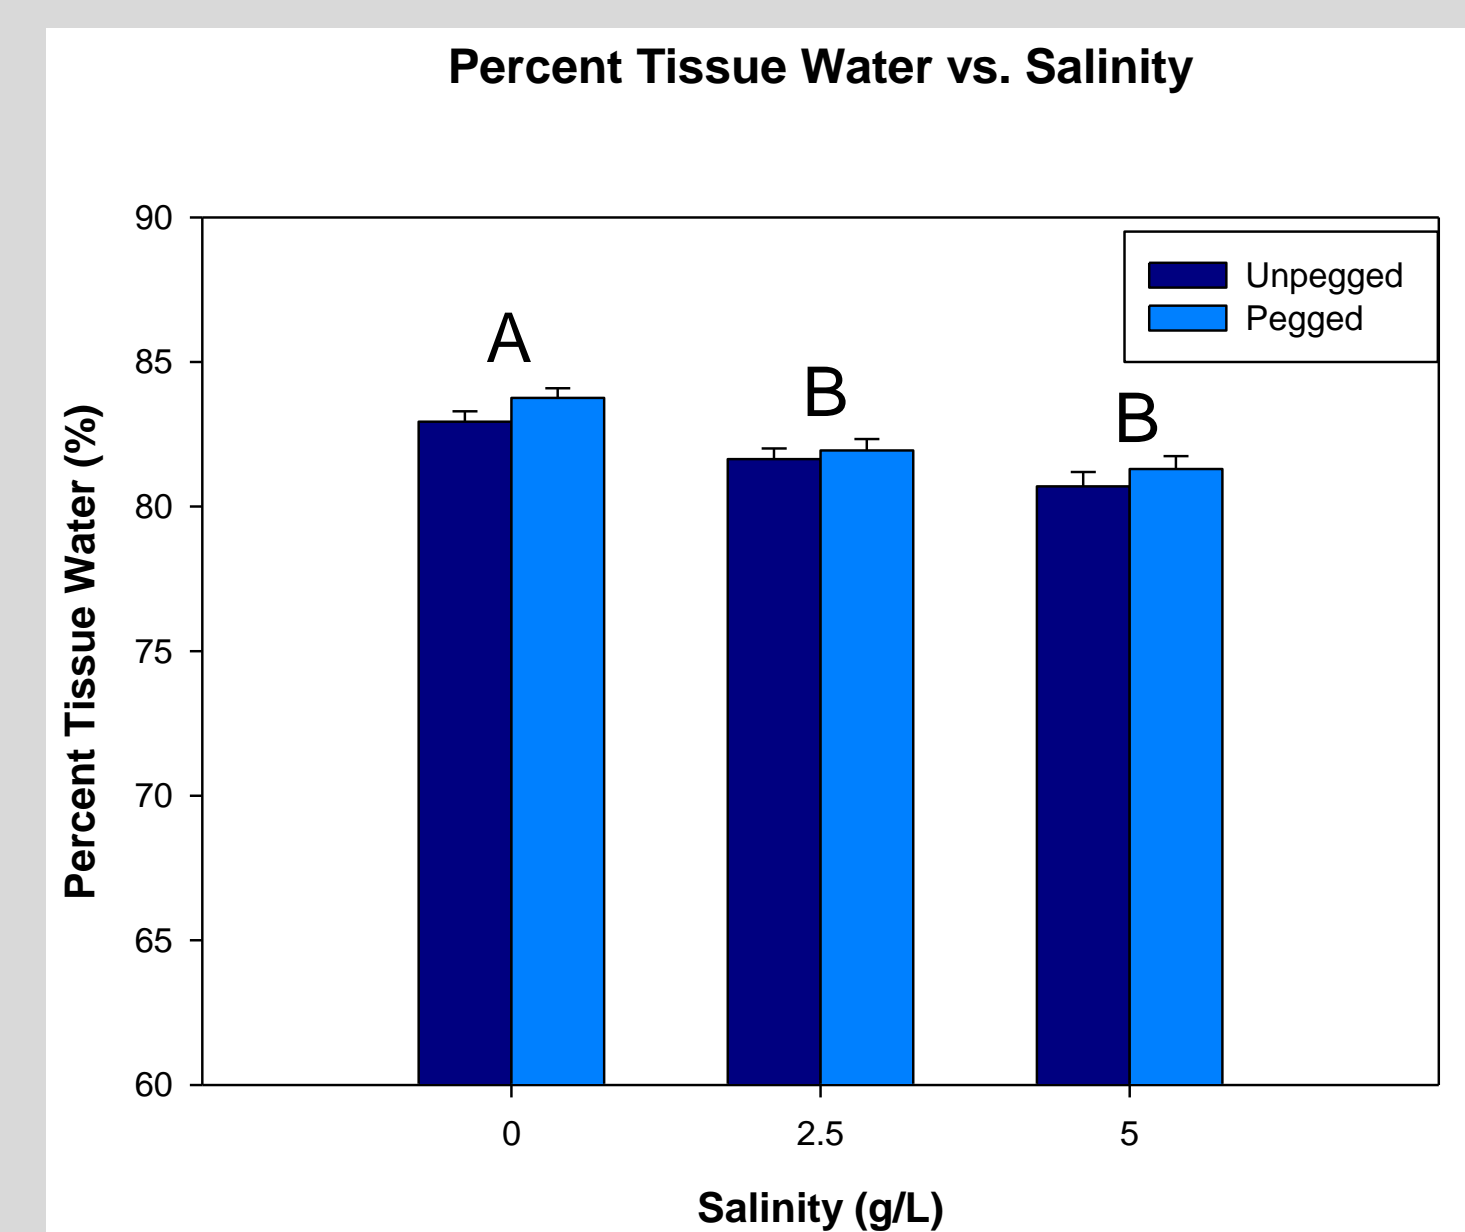 Percent Tissue Water vs. Salinity
90
Unpegged
Pegged
A
85
B
B
80
75
70
65
60
Percent Tissue Water (%)
0 2.5 5
Salinity (g/L)